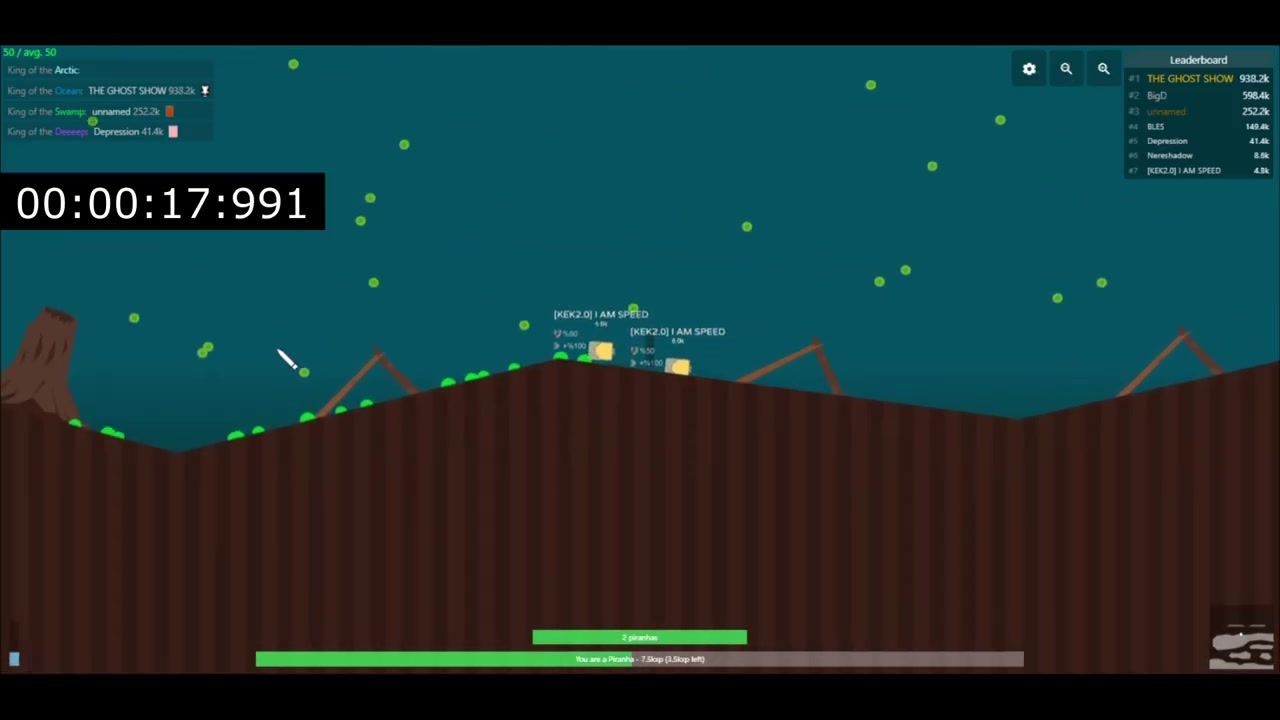 50 / avg. 50
King of the Arctic:
King of the Ocean: THE GHOST SHOW 938.2k
King of the Swamp: unnamed 252.2k
King of the Deeeep: Depression 41.4k
00:00:17:991
Leaderboard
#1 THE GHOST SHOW 938.2k
#2 BigD 598.4k
#3 unnamed 252.2k
#4 BLES 149.4k
#5 Depression 41.4k
#6 Nereshadow 8.8k
#7 [KEK2.0] I AM SPEED 4.8k
[KEK2.0] I AM SPEED
%50
+%100
[KEK2.0] I AM SPEED
%50
+%100
2 piranhas
You are a Piranha - 7.5kxp (3.5kxp left)